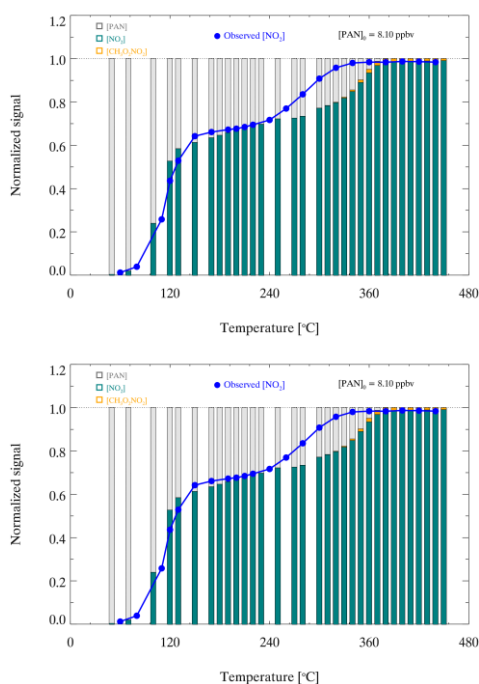 [PAN]
[NO₂]
[CH₃O₂NO₂]
Observed [NO₂]
[PAN]₀ = 8.10 ppbv
1.2
1.0
0.8
0.6
0.4
0.2
0.0
Normalized signal
0 120 240 360 480
Temperature [°C]
[PAN]
[NO₂]
[CH₃O₂NO₂]
Observed [NO₂]
[PAN]₀ = 8.10 ppbv
1.2
1.0
0.8
0.6
0.4
0.2
0.0
Normalized signal
0 120 240 360 480
Temperature [°C]